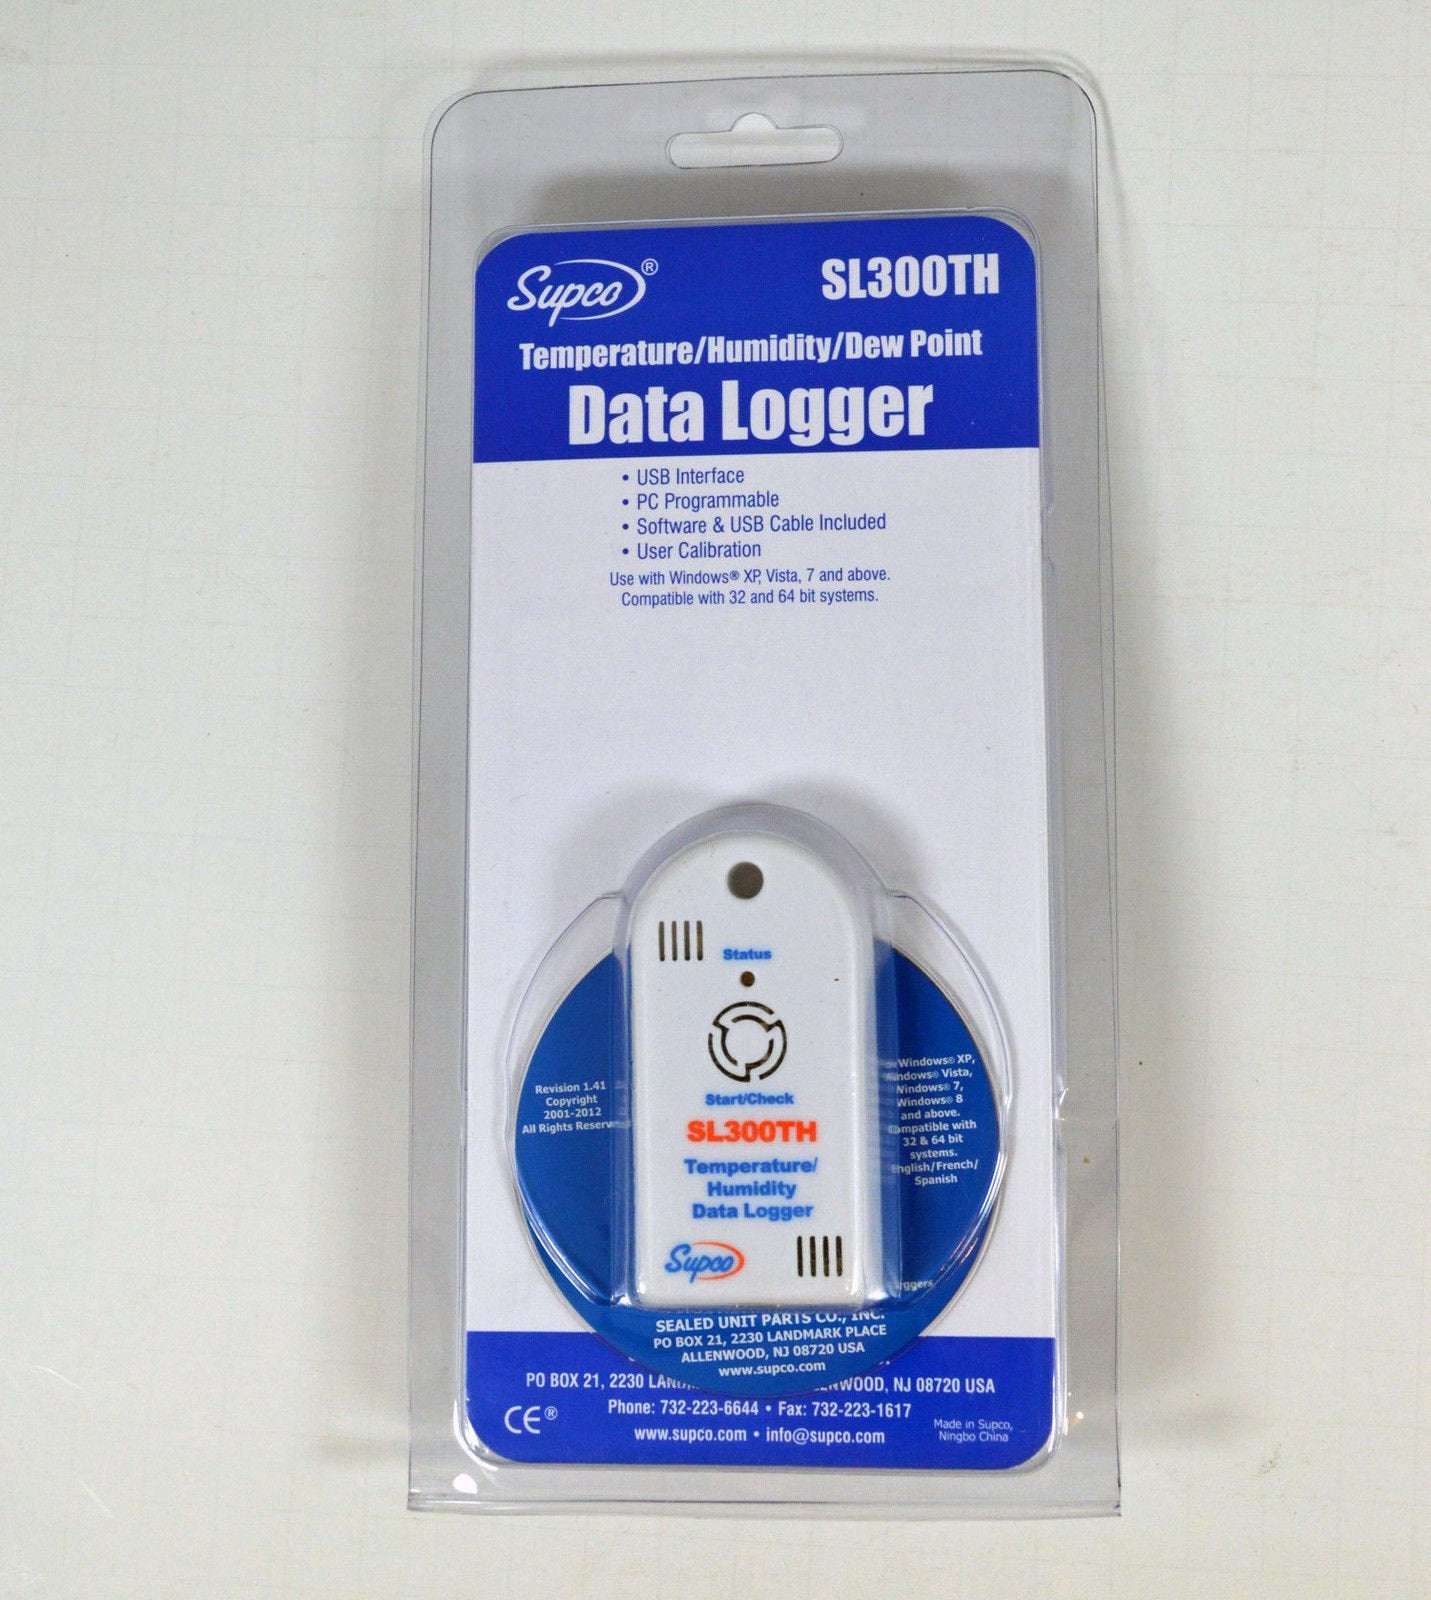 Supco®
SL300TH
Temperature/Humidity/Dew Point
Data Logger
• USB Interface
• PC Programmable
• Software & USB Cable Included
• User Calibration
Use with Windows® XP, Vista, 7 and above.
Compatible with 32 and 64 bit systems.
Status
Start/Check
SL300TH
Temperature/
Humidity
Data Logger
Supco
Revision 1.41
Copyright
2001-2012
All Rights
Windows® XP,
Vista,
Windows® 7,
Windows® 8
and above.
with
32 & 64 bit
systems.
English/French/
Spanish
SEALED UNIT PARTS CO., INC.
PO BOX 21, 2230 LANDMARK PLACE
ALLENWOOD, NJ 08720 USA
www.supco.com
PO BOX 21, 2230 NJ 08720 USA
Phone: 732-223-6644 • Fax: 732-223-1617
www.supco.com • info@supco.com
CE®
Made in Supco,
Ningbo China